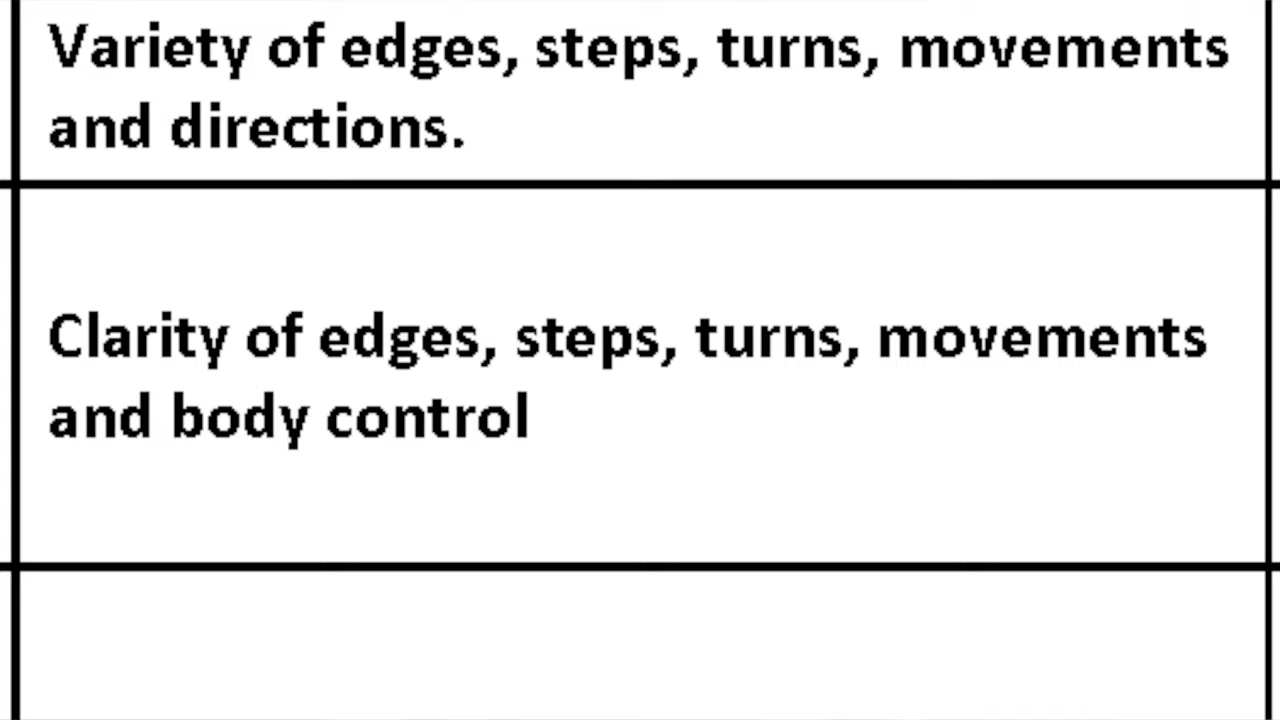 Variety of edges, steps, turns, movements
and directions.
Clarity of edges, steps, turns, movements
and body control